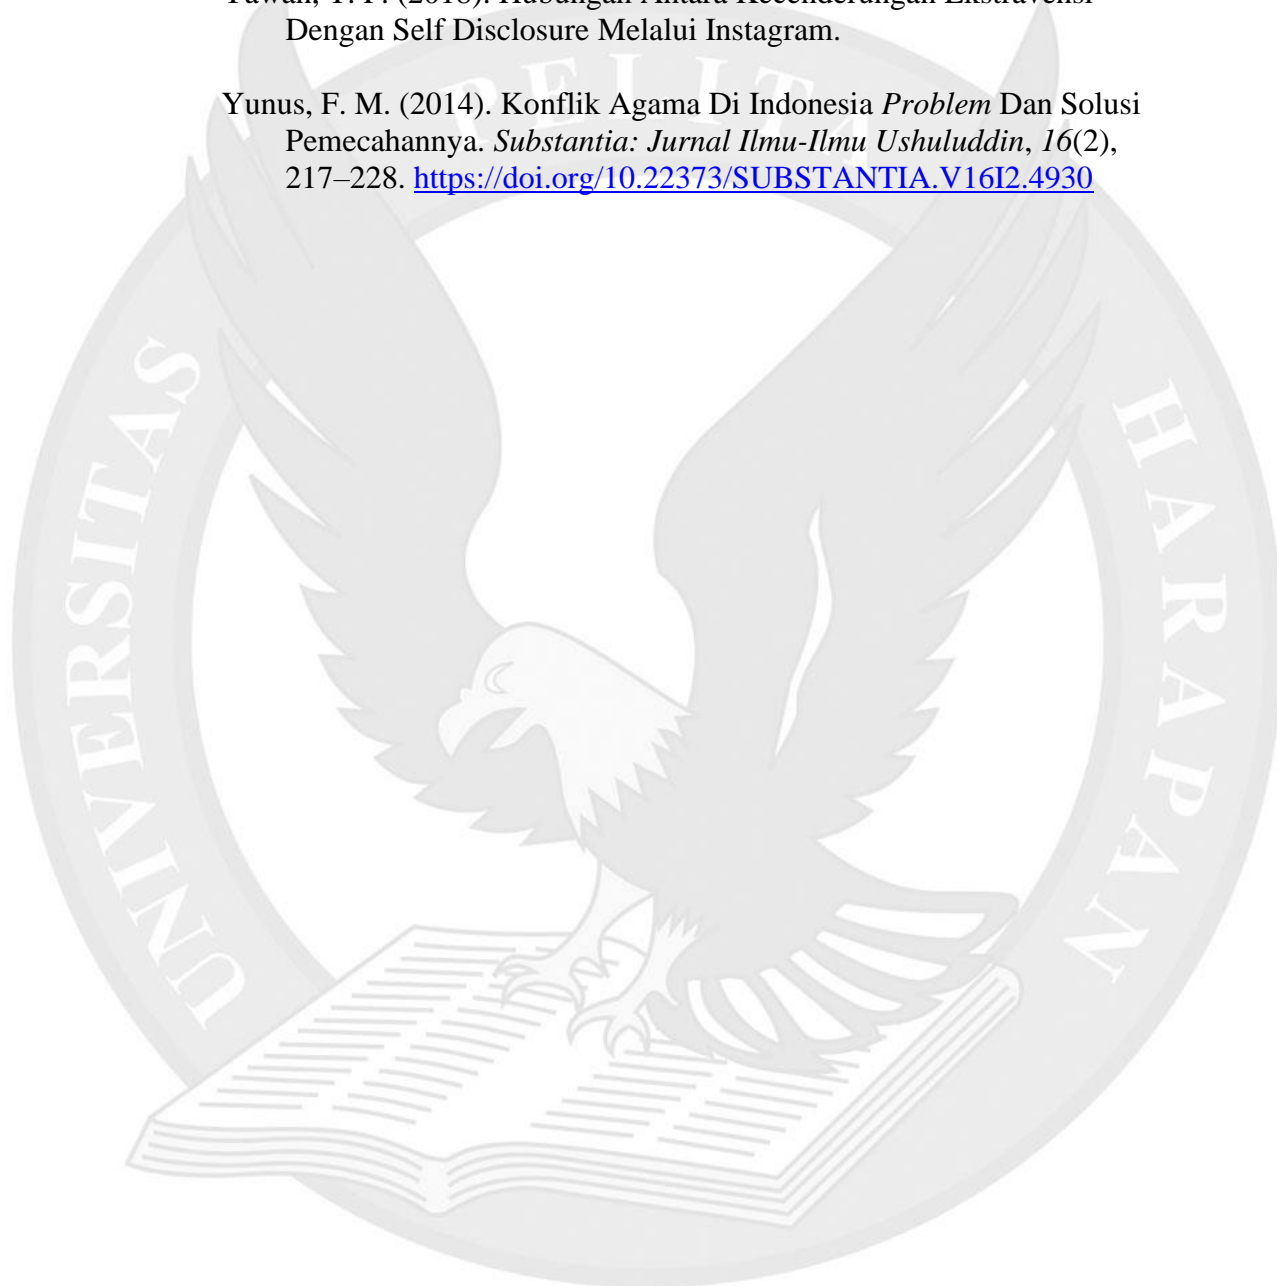 Dengan Self Disclosure Melalui Instagram.
Yunus, F. M. (2014). Konflik Agama Di Indonesia Problem Dan Solusi
Pemecahannya. Substantia: Jurnal Ilmu-Ilmu Ushuluddin, 16(2),
217–228. https://doi.org/10.22373/SUBSTANTIA.V16I2.4930
UNIVERSITAS PELITA HARAPAN